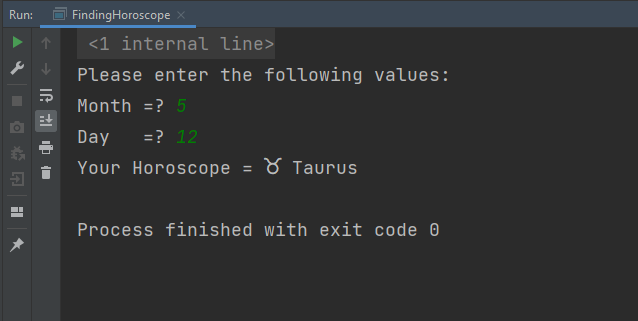 Run: FindingHoroscope ×
<1 internal line>
Please enter the following values:
Month =? 5
Day   =? 12
Your Horoscope = ♉ Taurus
Process finished with exit code 0